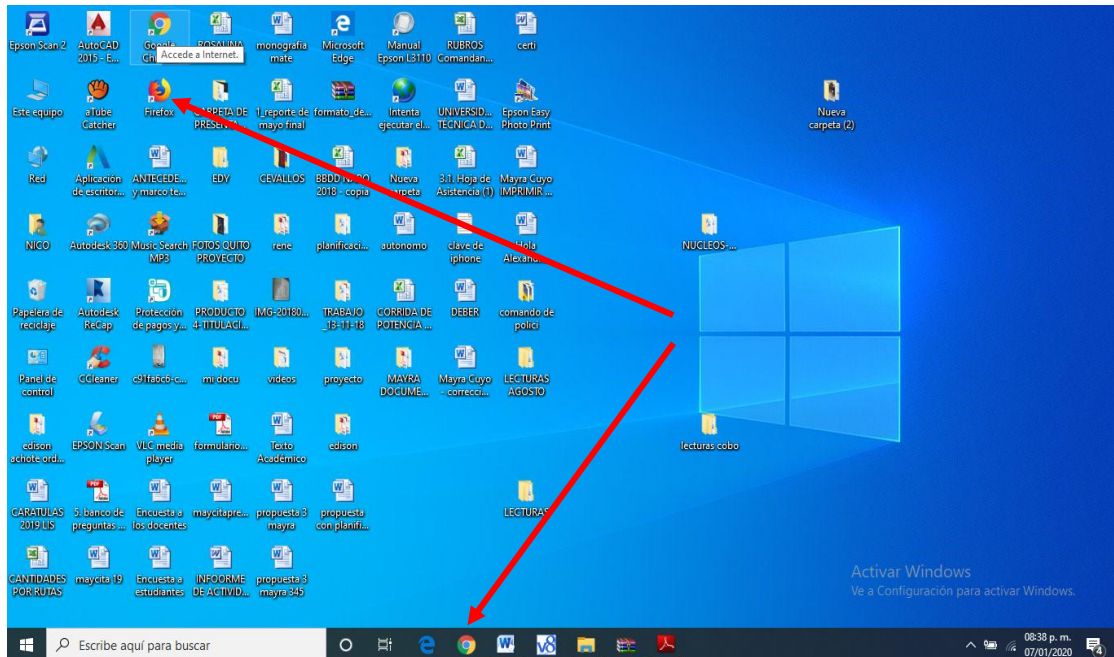 Epson Scan 2
AutoCAD
2015 - E...
Google
Accede a Internet.
ROSALINA
monografia
mate
Microsoft
Edge
Manual
Epson L3110
RUBROS
Comandan...
certi
Este equipo
aTube
Catcher
Firefox
CARPETA DE
1_reporte de
mayo final
formato_de...
Intenta
ejecutar el...
UNIVERSID...
TÉCNICA D...
Epson Easy
Photo Print
Nueva
carpeta (2)
Red
Aplicación
de escritor...
ANTECEDE...
y marco te...
EDY
CEVALLOS
2018 - copia
Nueva
carpeta
3.1. Hoja de
Asistencia (1)
Mayra Cuyo
IMPRIMIR ...
NICO
Autodesk 360
Music Search
MP3
FOTOS QUITO
PROYECTO
rene
planificaci...
autonomo
clave de
iphone
Hola
NUCLEOS-...
Papelera de
reciclaje
Autodesk
ReCap
Protección
de pagos y...
PRODUCTO
4-TITULACI...
IMG-20180...
TRABAJO
_13-11-18
CORRIDA DE
POTENCIA ...
DEBER
comando de
polici
Panel de
control
CCleaner
c91fa6c6-c...
mi docu
videos
proyecto
MAYRA
DOCUME...
Mayra Cuyo
- correcci...
LECTURAS
AGOSTO
edison
achote ord...
EPSON Scan
VLC media
player
formulario...
Texto
Académico
edison
lecturas cobo
CARATULAS
2019 LIS
5. banco de
preguntas ...
Encuesta a
los docentes
maycitapre...
propuesta 3
mayra
propuesta
con planifi...
LECTURAS
CANTIDADES
POR RUTAS
maycita 19
Encuesta a
estudiantes
INFOORME
DE ACTIVID...
propuesta 3
mayra 345
Activar Windows
Ve a Configuración para activar Windows.
Escribe aquí para buscar
08:38 p. m.
07/01/2020
4